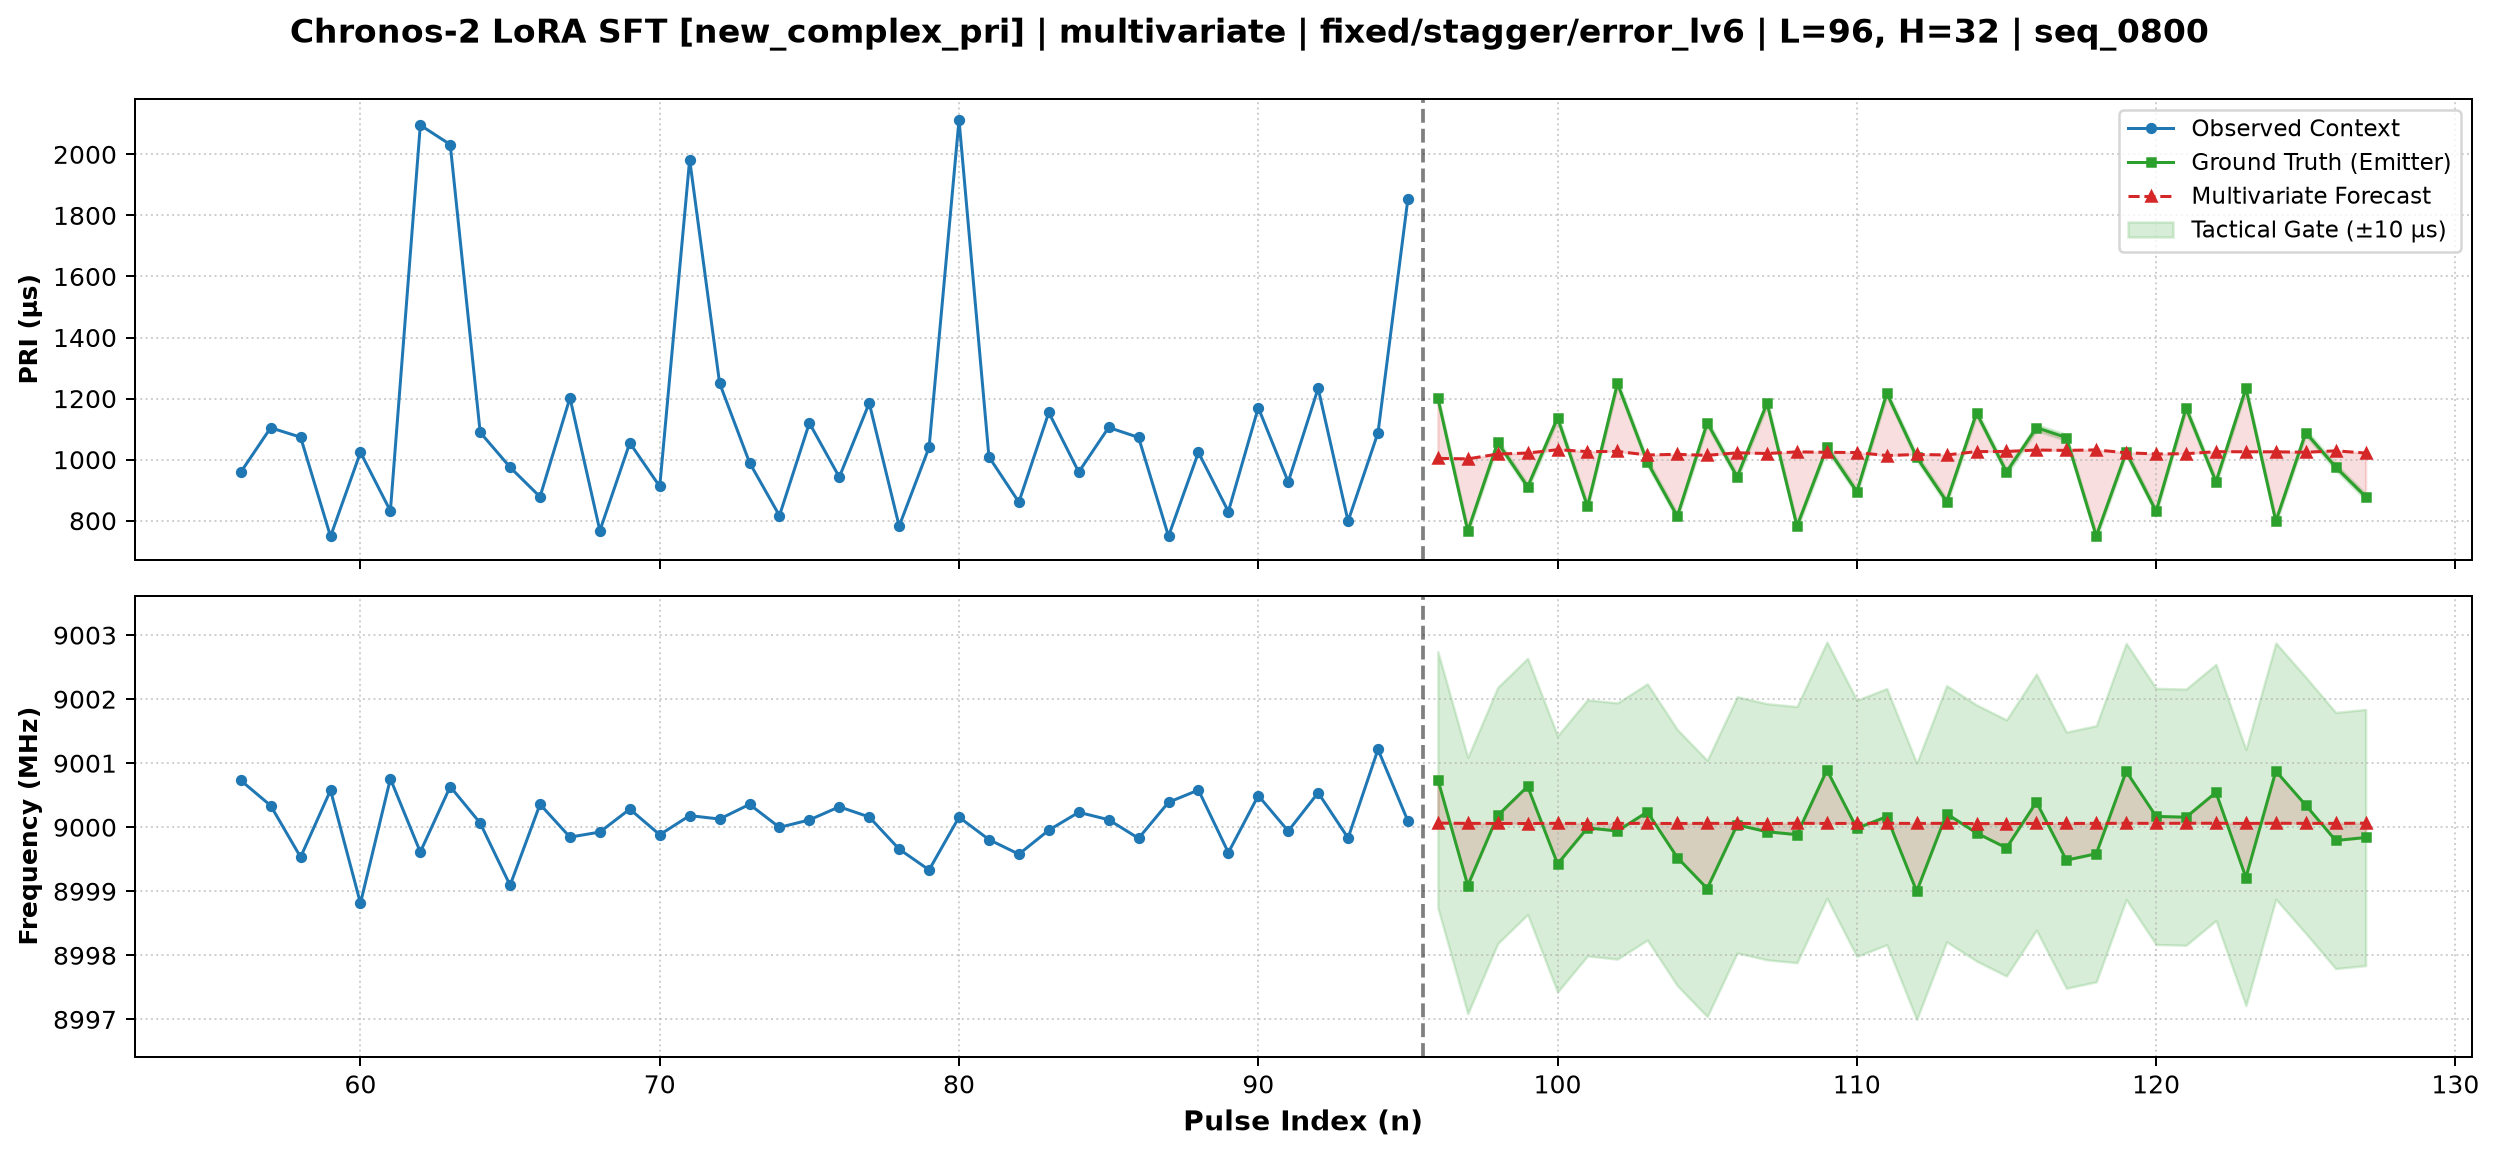 Chronos-2 LoRA SFT [new_complex_pri] | multivariate | fixed/stagger/error_lv6 | L=96, H=32 | seq_0800
PRI (µs)
2000
1800
1600
1400
1200
1000
800
Observed Context
Ground Truth (Emitter)
Multivariate Forecast
Tactical Gate (±10 µs)
Frequency (MHz)
9003
9002
9001
9000
8999
8998
8997
60 70 80 90 100 110 120 130
Pulse Index (n)